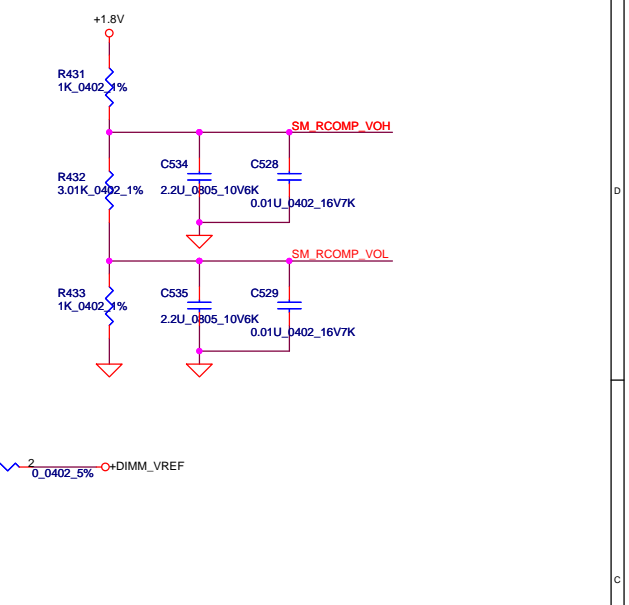 +1.8V
R431
1K_0402_1%
SM_RCOMP_VOH
C534
C528
R432
3.01K_0402_1%
2.2U_0805_10V6K
D
0.01U_0402_16V7K
SM_RCOMP_VOL
R433
C535
C529
1K_0402_1%
2.2U_0805_10V6K
0.01U_0402_16V7K
2
+DIMM_VREF
0_0402_5%
C